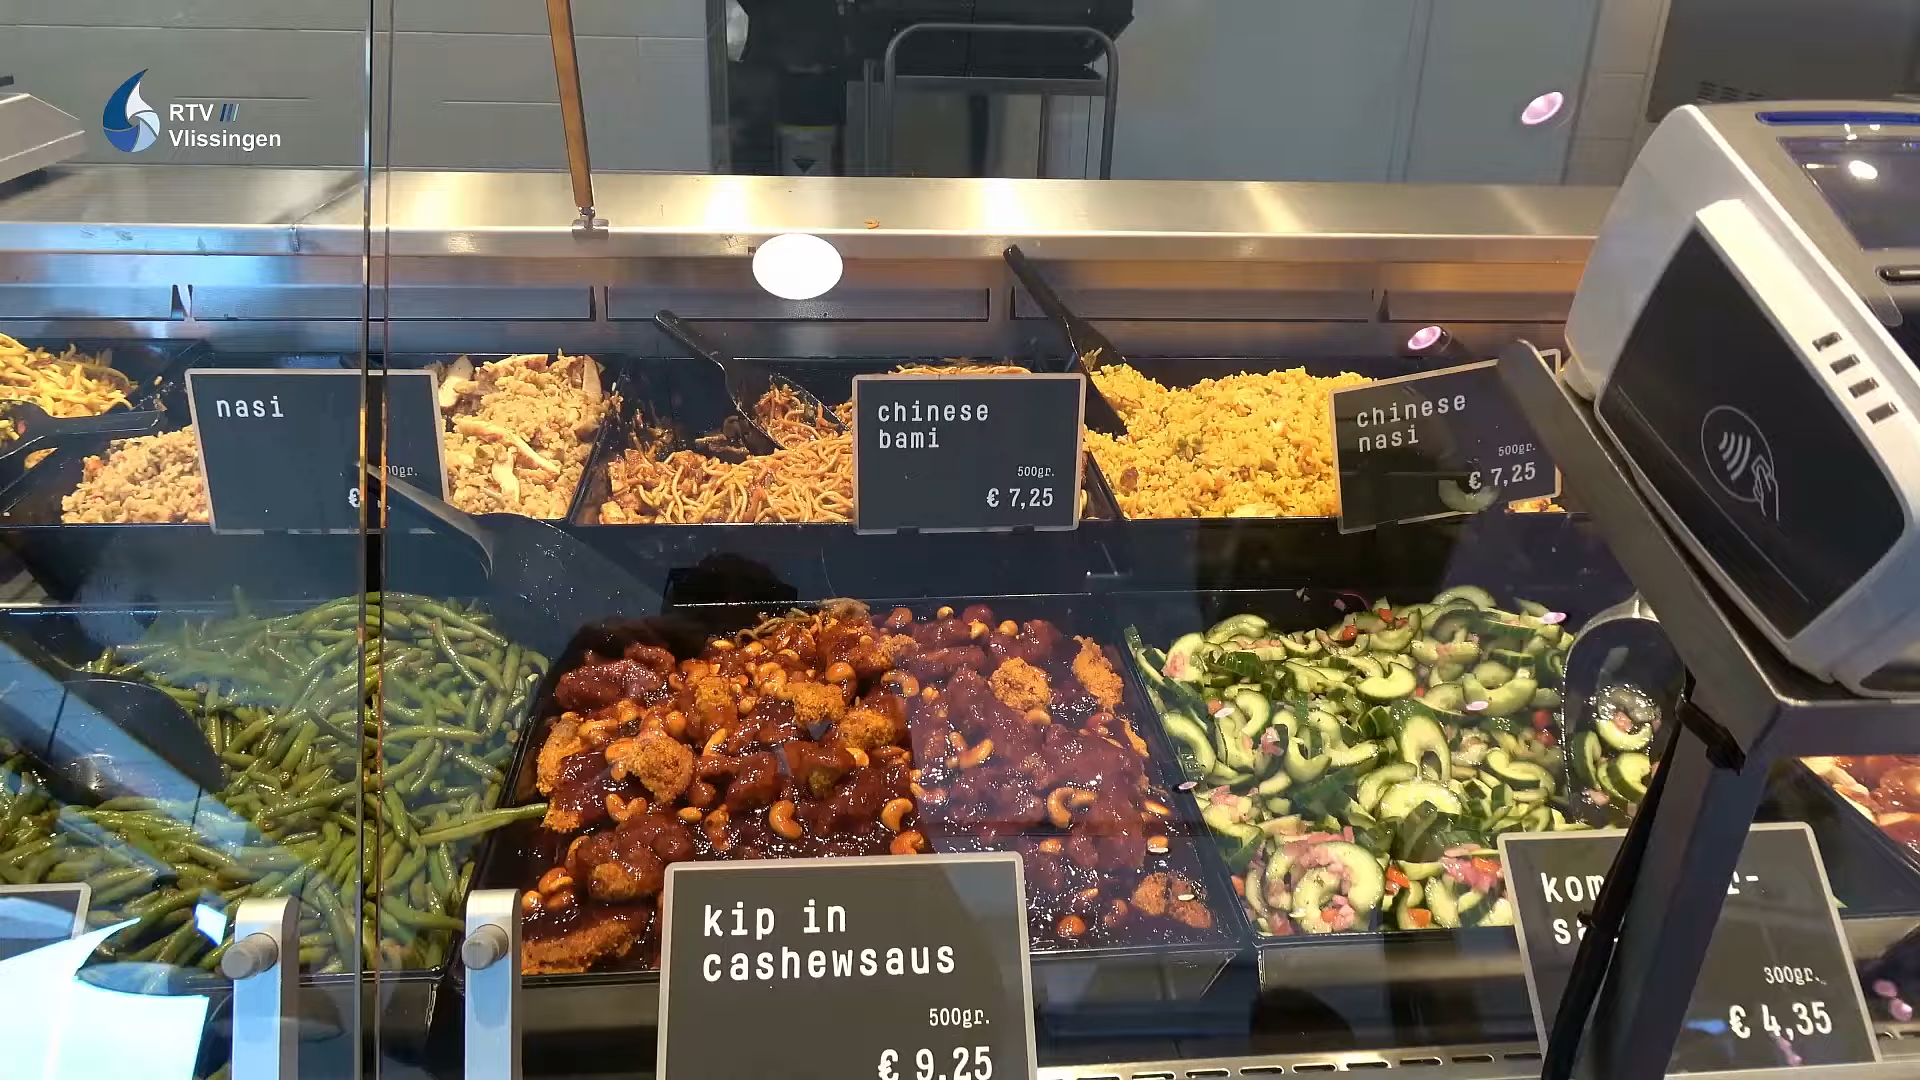 RTV
Vlissingen
nasi
€
chinese
bami
500gr.
€ 7,25
chinese
nasi
500gr.
€ 7,25
kip in
cashewsaus
500gr.
€ 9,25
300gr.
€ 4,35